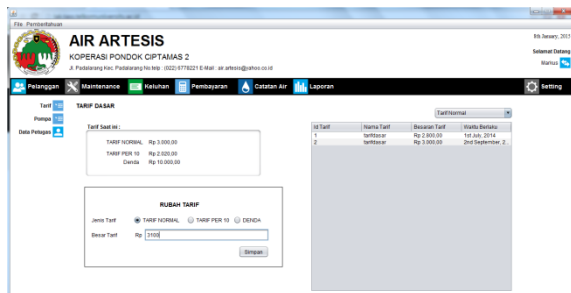 File Pemberitahuan
AIR ARTESIS
KOPERASI PONDOK CIPTAMAS 2
Jl. Padalarang Kec. Padalarang No.telp : (022) 6778221 E-Mail : air.artesis@yahoo.co.id
8th January, 2015
Selamat Datang
Markus
Pelanggan Maintenance Keluhan Pembayaran Catatan Air Laporan Setting
Tarif
Pompa
Data Petugas
TARIF DASAR
Tarif Saat ini :
TARIF NORMAL Rp 3.000,00
TARIF PER 10 Rp 2.020,00
Denda Rp 10.000,00
RUBAH TARIF
Jenis Tarif TARIF NORMAL TARIF PER 10 DENDA
Besar Tarif Rp 3100
Simpan
Tarif Normal
Id Tarif Nama Tarif Besaran Tarif Waktu Berlaku
1 tarifdasar Rp 2.800,00 1st July, 2014
2 tarifdasar Rp 3.000,00 2nd September, 2...